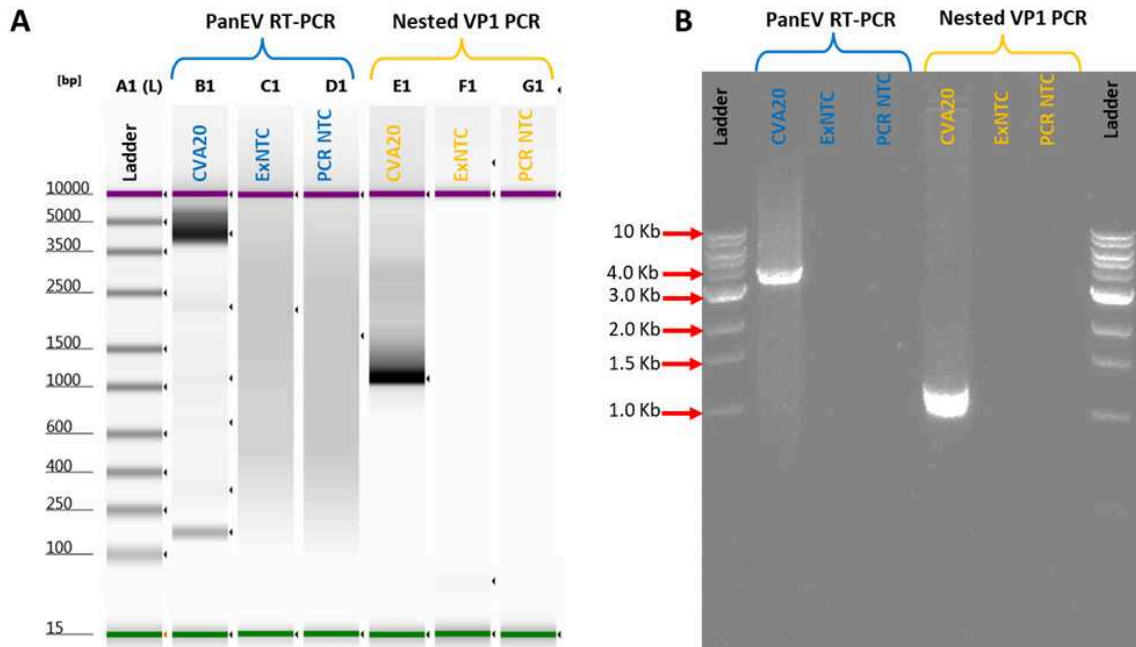 A
PanEV RT-PCR
Nested VP1 PCR
[bp]
A1 (L)
B1
C1
D1
E1
F1
G1
Ladder
CVA20
ExNTC
PCR NTC
CVA20
ExNTC
PCR NTC
10000
5000
3500
2500
1500
1000
600
400
250
100
15
B
PanEV RT-PCR
Nested VP1 PCR
Ladder
CVA20
ExNTC
PCR NTC
CVA20
ExNTC
PCR NTC
Ladder
10 Kb
4.0 Kb
3.0 Kb
2.0 Kb
1.5 Kb
1.0 Kb